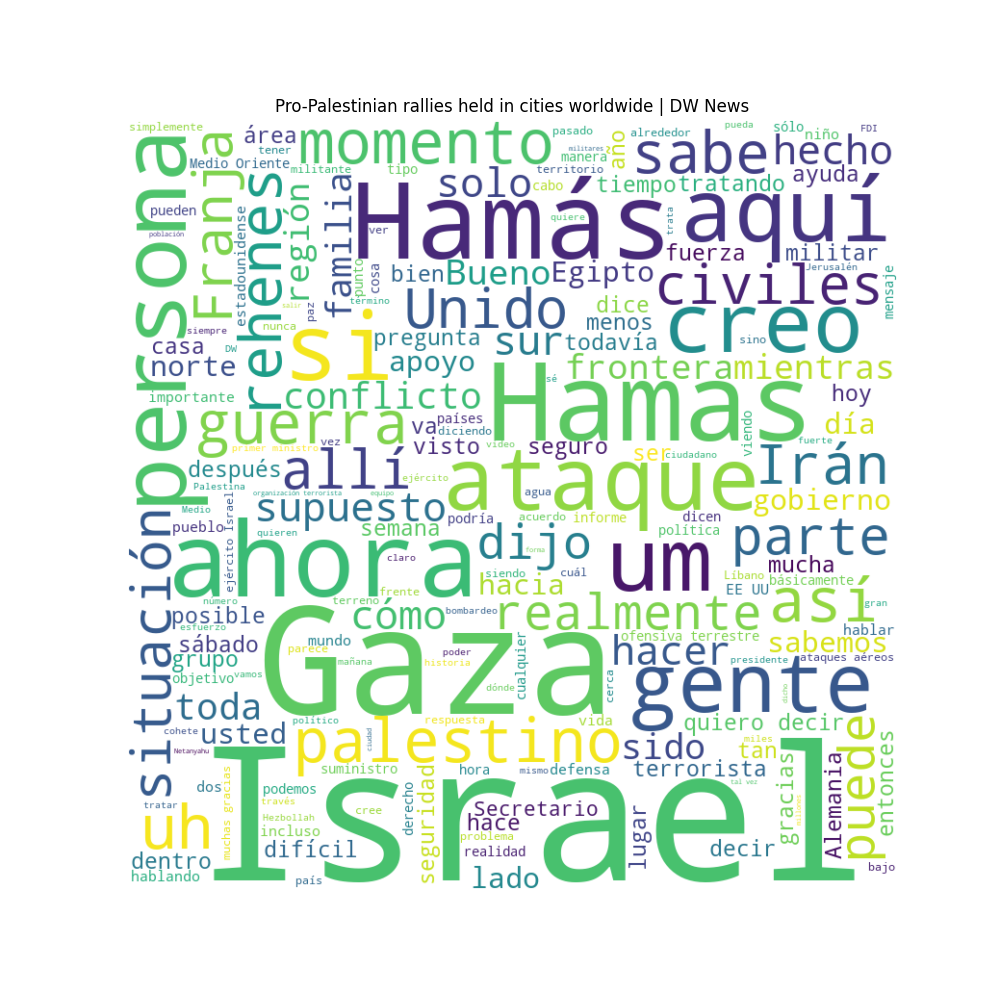 Pro-Palestinian rallies held in cities worldwide | DW News
simplemente
persona
Franja
área
Medio Oriente
tener
militante
momento
tipo
pasado
manera
militares
territorio
alrededor
año
pueda
sólo
niño
FDI
sabe
hecho
ayuda
pueden
población
estadounidense
rehenes
región
familia
ver
Hamás
solo
cabo
quiere
tiempo
tratando
trata
aquí
militar
Jerusalén
mensaje
fuerza
civiles
siempre
DW
nunca
salir
paz
punto
cosa
término
bien
Bueno
Egipto
dice
menos
Unido
sur
todavía
creo
sino
casa
norte
si
pregunta
apoyo
sé
frontera
mientras
importante
conflicto
Hamas
hoy
guerra
va
países
diciendo
día
primer ministro
vez
visto
video
seguro
ser
ciudadano
viendo
fuerte
después
allí
ejército
ataque
Irán
Palestina
organización terrorista
equipo
agua
gobierno
Medio
ejército Israel
supuesto
semana
podría
acuerdo
informe
dicen
política
parte
pueblo
quieren
situación
ahora
claro
dijo
forma
um
mucha
siendo
cuál
hacia
Líbano
básicamente
EE UU
así
gran
número
terreno
frente
posible
esfuerzo
cómo
bombardeo
realmente
hablar
sábado
mundo
ofensiva terrestre
sabemos
grupo
parece
mañana
poder
historia
cualquier
hacer
presidente
ataques aéreos
objetivo
vamos
Gaza
dónde
cerca
gente
dicho
toda
político
respuesta
vida
quiero decir
puede
cohete
usted
ciudad
palestino
sido
tan
miles
entonces
Netanyahu
suministro
hora
mismo
defensa
terrorista
tal vez
dos
podemos
tratar
uh
muchas gracias
través
Hezbollah
cree
derecho
seguridad
Secretario
lugar
gracias
Alemania
incluso
hace
problema
dentro
difícil
realidad
decir
hablando
Israel
país
lado
bajo